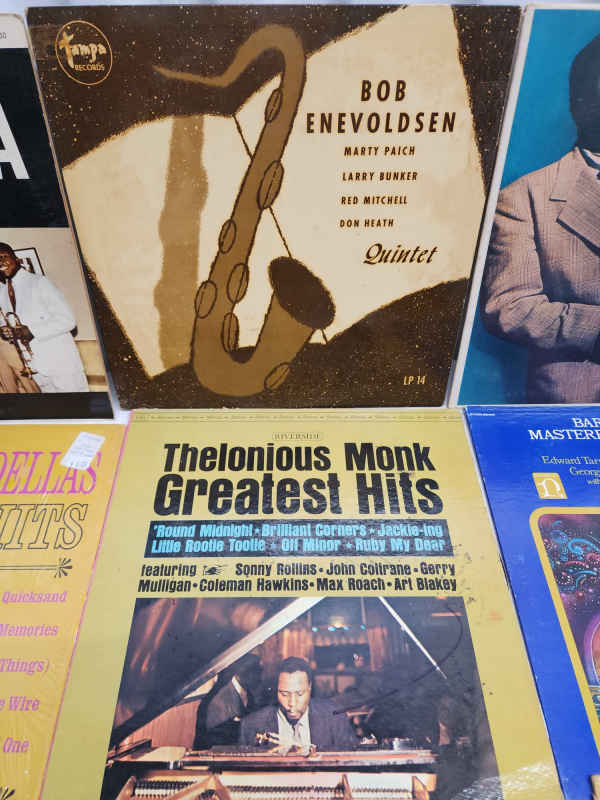 Tampa
RECORDS
BOB
ENEVOLDSEN
MARTY PAICH
LARRY BUNKER
RED MITCHELL
DON HEATH
Quintet
LP 14
A
DELLAS
HITS
Quicksand
Memories
Things)
Wire
One
RIVERSIDE
Thelonious Monk
Greatest Hits
'Round Midnight • Brilliant Corners • Jackie-ing
Little Rootie Tootie • Off Minor • Ruby My Dear
featuring Sonny Rollins • John Coltrane • Gerry
Mulligan • Coleman Hawkins • Max Roach • Art Blakey
BAR
MASTERP
Edward Tar
Georg
with